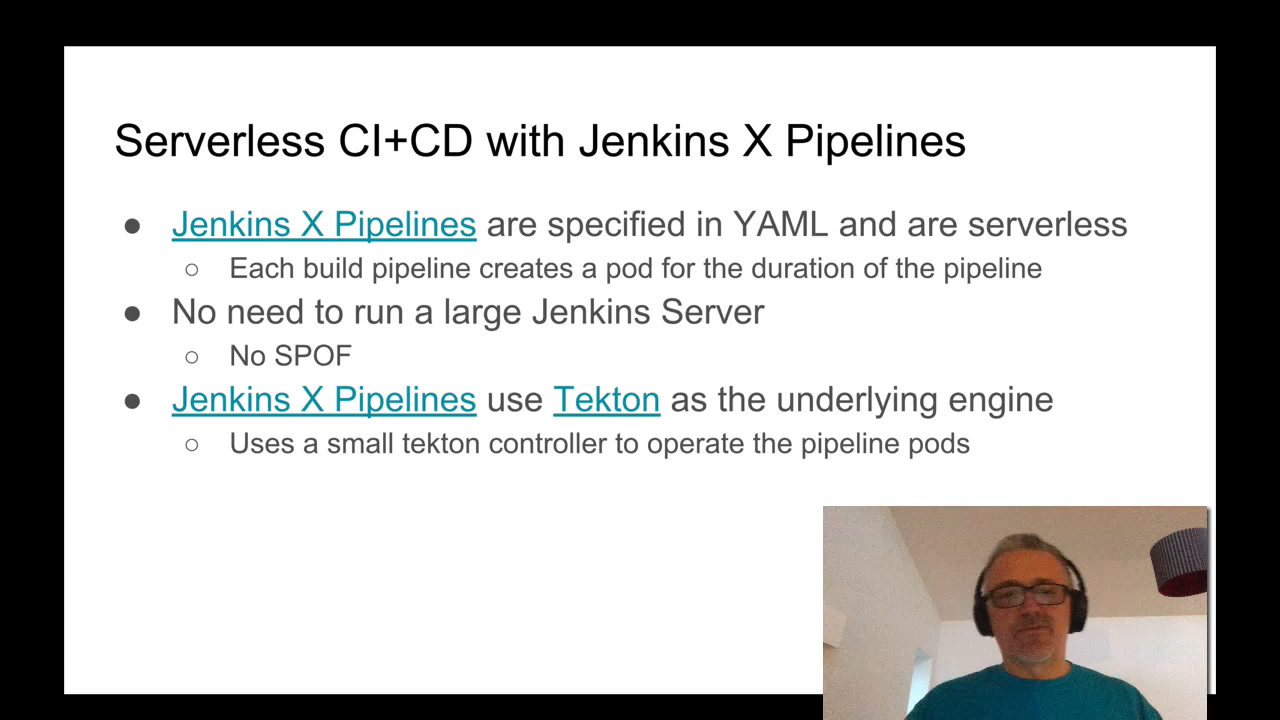 Serverless CI+CD with Jenkins X Pipelines
● Jenkins X Pipelines are specified in YAML and are serverless
○ Each build pipeline creates a pod for the duration of the pipeline
● No need to run a large Jenkins Server
○ No SPOF
● Jenkins X Pipelines use Tekton as the underlying engine
○ Uses a small tekton controller to operate the pipeline pods